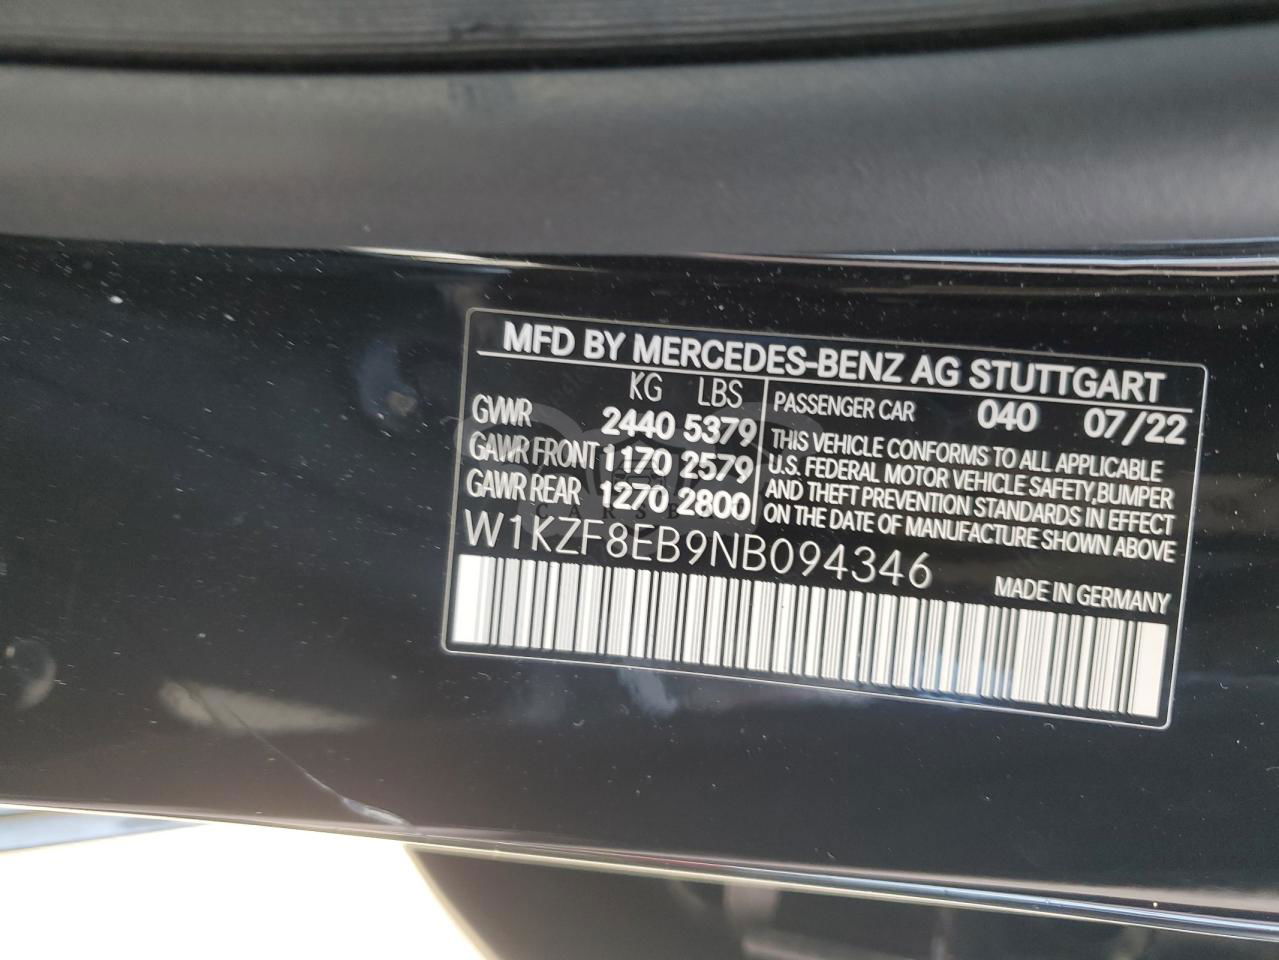 MFD BY MERCEDES-BENZ AG STUTTGART
KG LBS
GVWR 2440 5379
GAWR FRONT 1170 2579
GAWR REAR 1270 2800
PASSENGER CAR 040 07/22
THIS VEHICLE CONFORMS TO ALL APPLICABLE
U.S. FEDERAL MOTOR VEHICLE SAFETY, BUMPER
AND THEFT PREVENTION STANDARDS IN EFFECT
ON THE DATE OF MANUFACTURE SHOWN ABOVE
W1KZF8EB9NB094346
MADE IN GERMANY